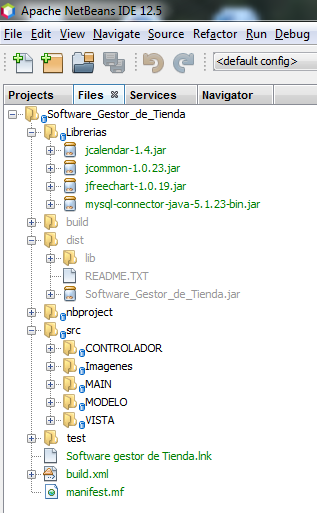 Apache NetBeans IDE 12.5
File Edit View Navigate Source Refactor Run Debug
<default config>
Projects Files Services Navigator
Software_Gestor_de_Tienda
Librerias
jcalendar-1.4.jar
jcommon-1.0.23.jar
jfreechart-1.0.19.jar
mysql-connector-java-5.1.23-bin.jar
build
dist
lib
README.TXT
Software_Gestor_de_Tienda.jar
nbproject
src
CONTROLADOR
Imagenes
MAIN
MODELO
VISTA
test
Software gestor de Tienda.lnk
build.xml
manifest.mf